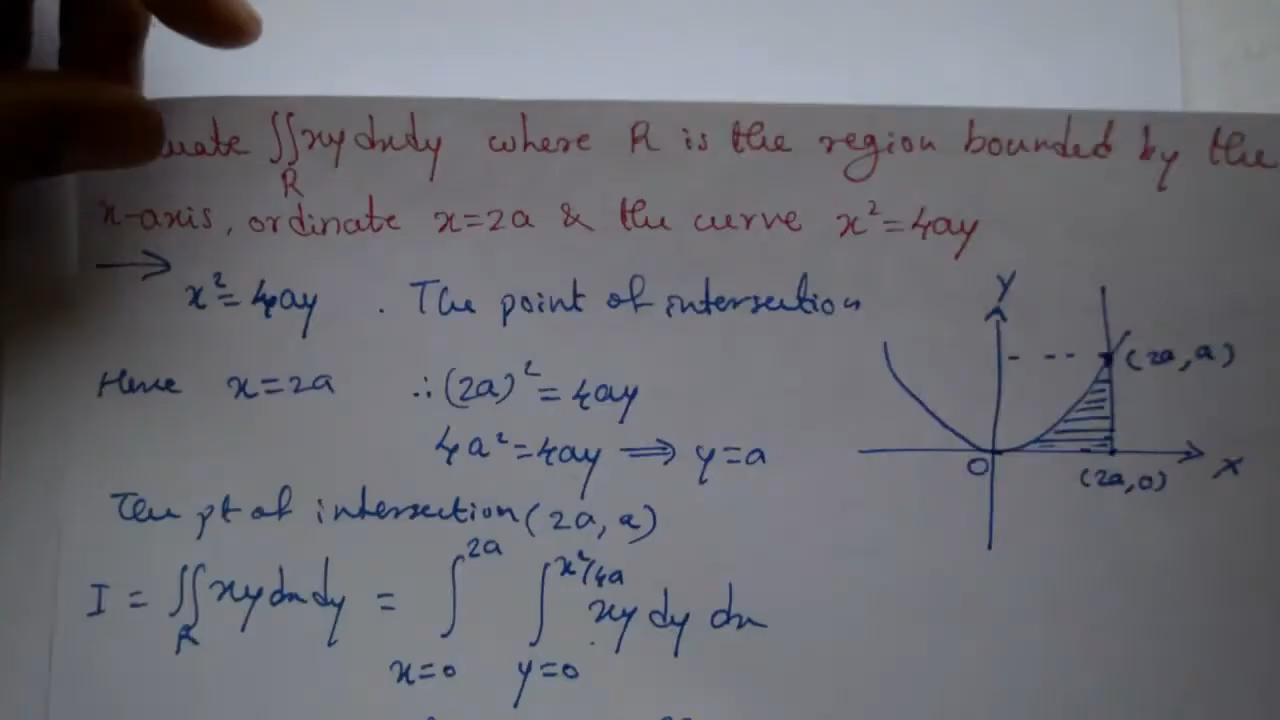 uate ∬xy dxdy where R is the region bounded by the
R
x-axis, ordinate x=2a & the curve x²=4ay
→ x²=4ay . The point of intersection
Here x=2a ∴(2a)²=4ay
4a²=4ay ⟹ y=a
The pt of intersection (2a, a)
I = ∬xy dx dy = ∫ ∫ xy dy dx
R
2a
x²/4a
x=0 y=0
Y
(2a, a)
O
(2a,0)
X